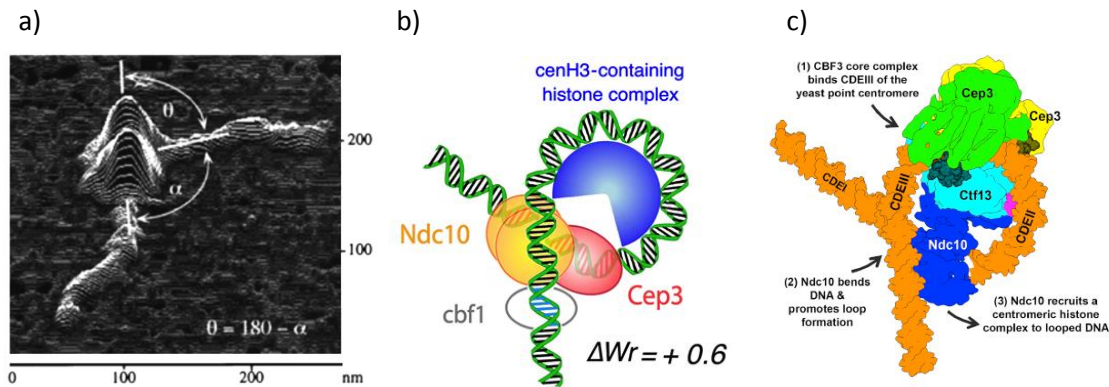 a)
θ
α
200
100
θ = 180 – α
0
100
200
nm
b)
cenH3-containing
histone complex
Ndc10
cbf1
Cep3
ΔWr = + 0.6
c)
(1) CBF3 core complex
binds CDEIII of the
yeast point centromere
Cep3
Cep3
CDEI
CDEIII
Ctf13
CDEII
Ndc10
(2) Ndc10 bends
DNA &
promotes loop
formation
(3) Ndc10 recruits a
centromeric histone
complex to looped DNA